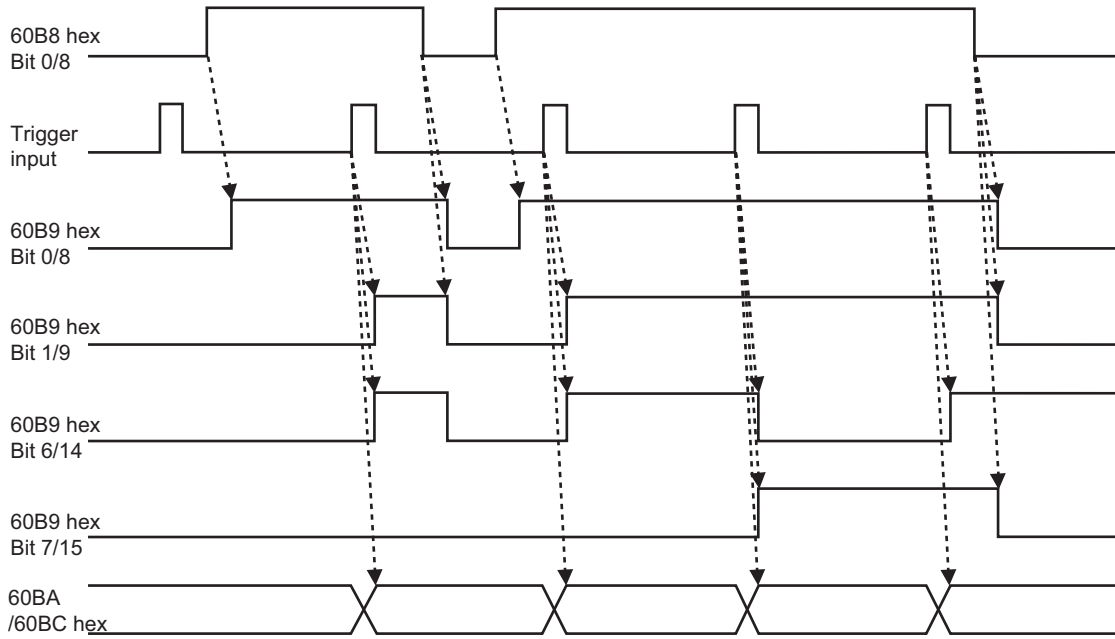 60B8 hex
Bit 0/8
Trigger
input
60B9 hex
Bit 0/8
60B9 hex
Bit 1/9
60B9 hex
Bit 6/14
60B9 hex
Bit 7/15
60BA
/60BC hex